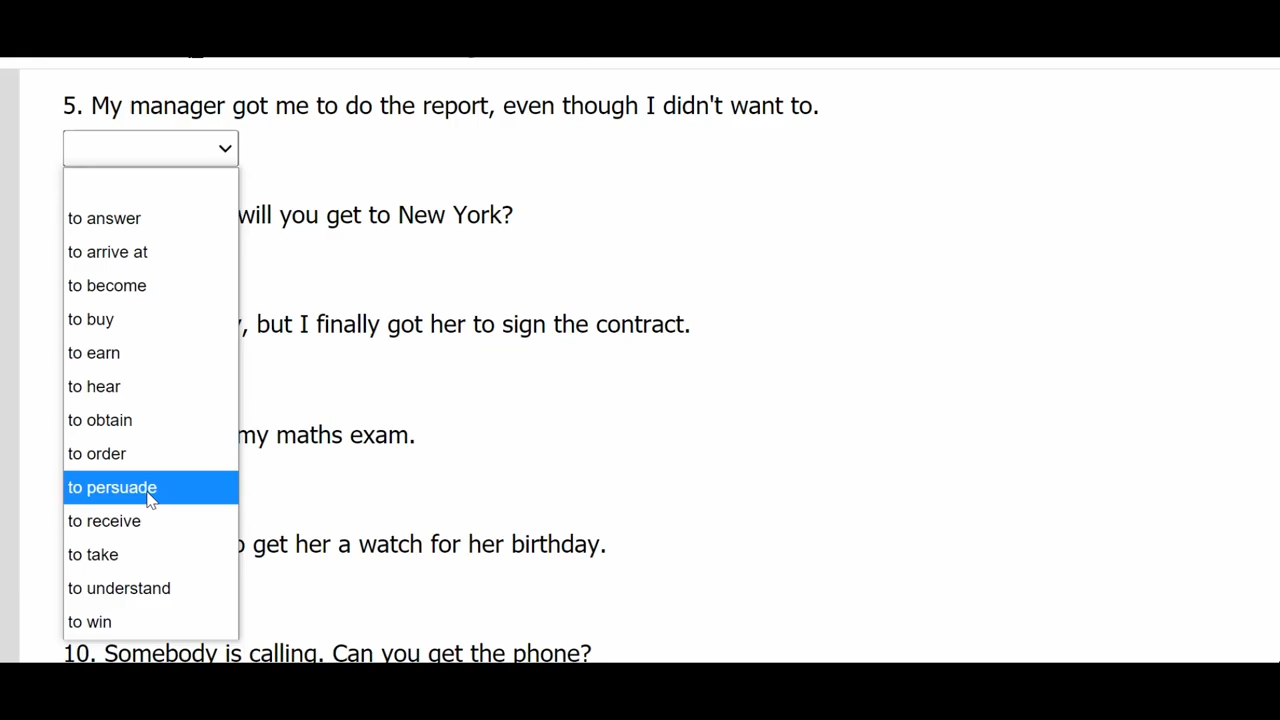 5. My manager got me to do the report, even though I didn't want to.
to answer
will you get to New York?
to arrive at
to become
to buy
, but I finally got her to sign the contract.
to earn
to hear
to obtain
my maths exam.
to order
to persuade
to receive
get her a watch for her birthday.
to take
to understand
to win
10. Somebody is calling. Can you get the phone?